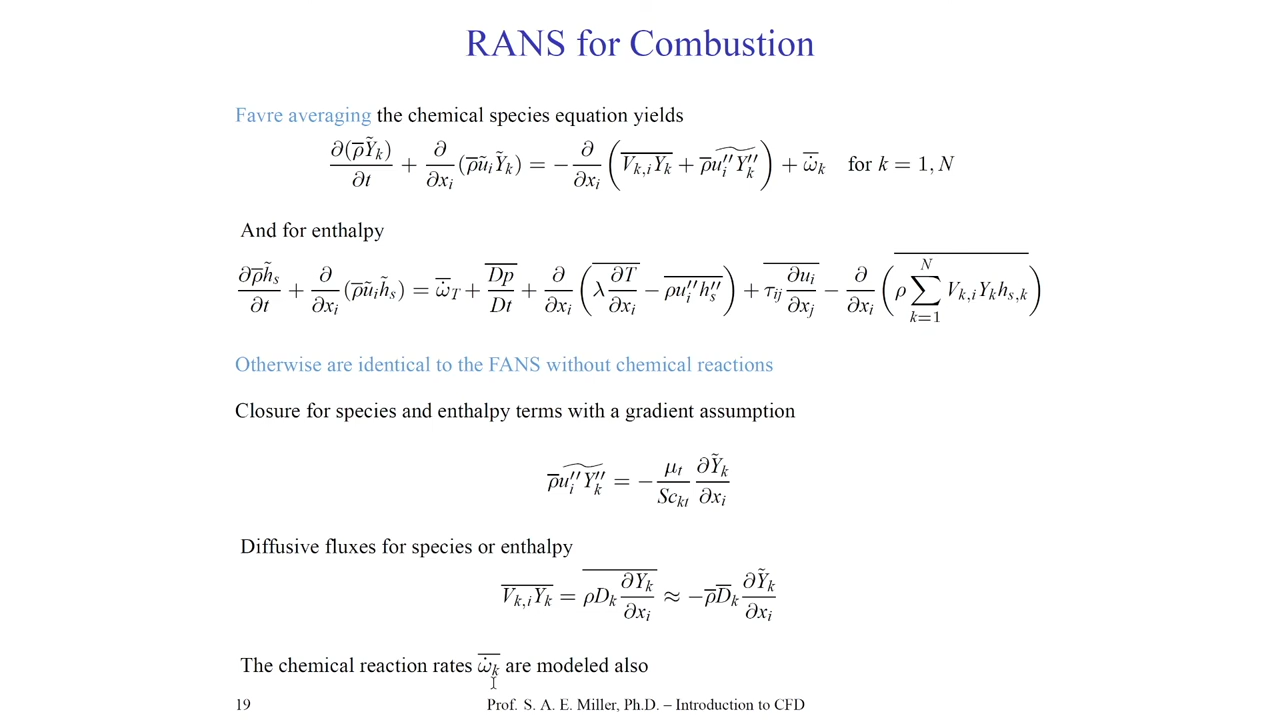 RANS for Combustion
Favre averaging the chemical species equation yields
∂(ρ̅Ỹ_k)/∂t + ∂/∂x_i (ρ̅ũ_iỸ_k) = − ∂/∂x_i ( \overline{V_{k,i}Y_k} + ρ̅\widetilde{u_i''Y_k''} ) + \overline{ω̇}_k for k = 1, N
And for enthalpy
∂ρ̅h̃_s/∂t + ∂/∂x_i (ρ̅ũ_ih̃_s) = \overline{ω̇}_T + \overline{Dp/Dt} + ∂/∂x_i ( \overline{λ ∂T/∂x_i} − \overline{ρu_i''h_s''} ) + \overline{τ_{ij} ∂u_i/∂x_j} − ∂/∂x_i ( \overline{ρ ∑_{k=1}^{N} V_{k,i}Y_kh_{s,k}} )
Otherwise are identical to the FANS without chemical reactions
Closure for species and enthalpy terms with a gradient assumption
ρ̅\widetilde{u_i''Y_k''} = − μ_t/Sc_{kt} ∂Ỹ_k/∂x_i
Diffusive fluxes for species or enthalpy
\overline{V_{k,i}Y_k} = \overline{ρD_k ∂Y_k/∂x_i} ≈ −ρ̅D̅_k ∂Ỹ_k/∂x_i
The chemical reaction rates \overline{ω̇_k} are modeled also
19 Prof. S. A. E. Miller, Ph.D. – Introduction to CFD